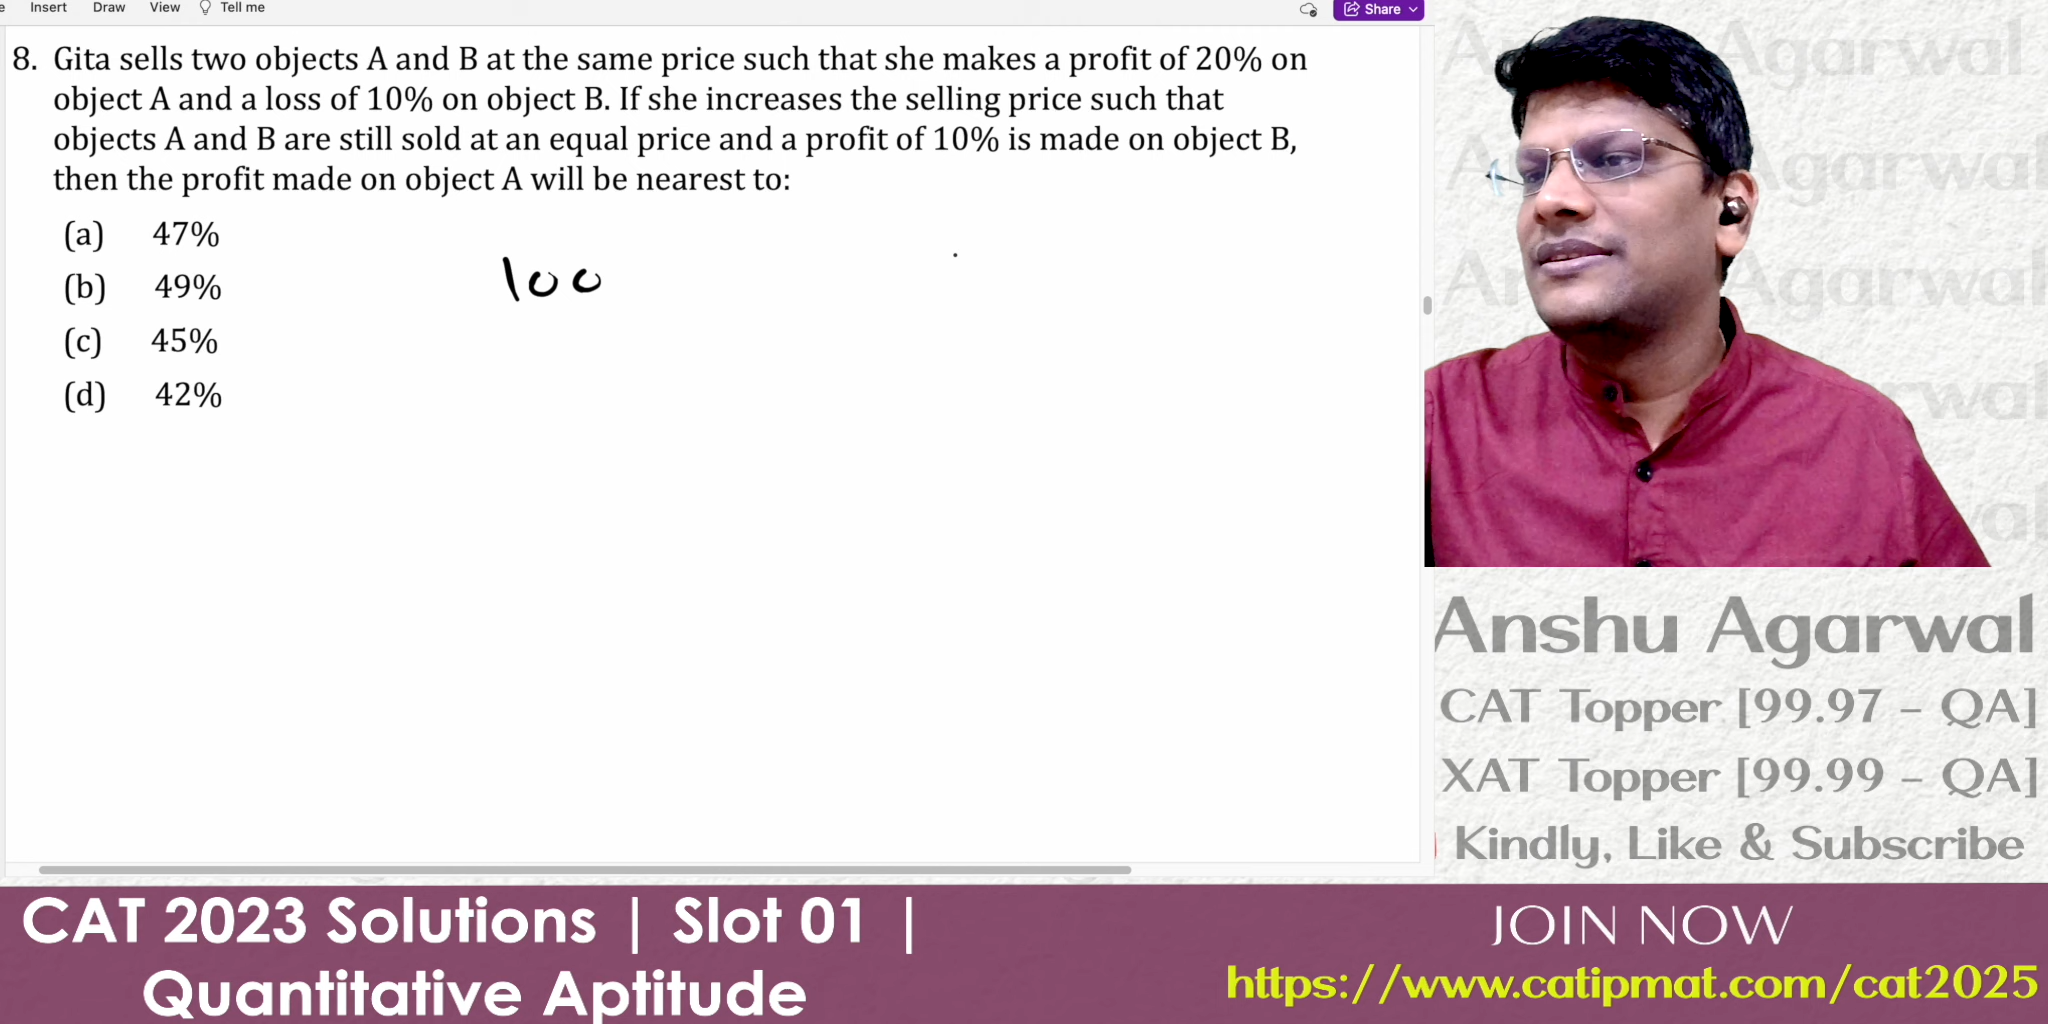 Insert Draw View Tell me Share
8. Gita sells two objects A and B at the same price such that she makes a profit of 20% on
object A and a loss of 10% on object B. If she increases the selling price such that
objects A and B are still sold at an equal price and a profit of 10% is made on object B,
then the profit made on object A will be nearest to:
(a) 47%
(b) 49%
(c) 45%
(d) 42%
100
Agarwal
Agarwal
Agarwal
Anshu Agarwal
CAT Topper [99.97 – QA]
XAT Topper [99.99 – QA]
Kindly, Like & Subscribe
CAT 2023 Solutions | Slot 01 |
Quantitative Aptitude
JOIN NOW
https://www.catipmat.com/cat2025